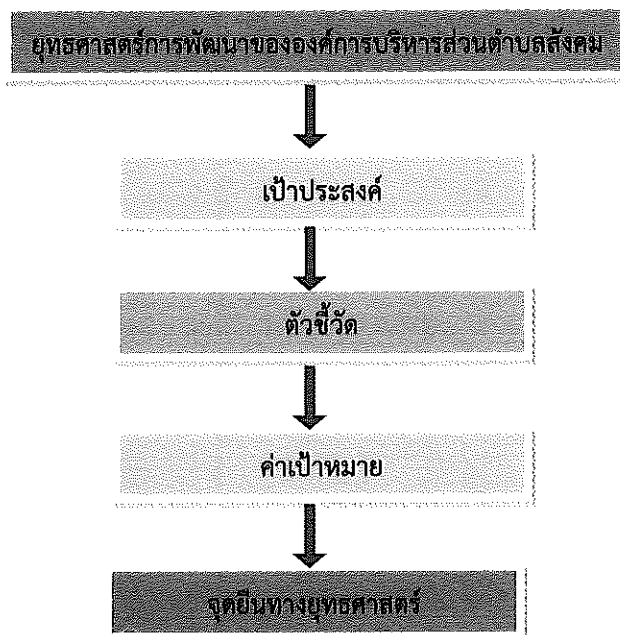 ยุทธศาสตร์การพัฒนาขององค์การบริหารส่วนตำบลสังคม
เป้าประสงค์
ตัวชี้วัด
ค่าเป้าหมาย
จุดยืนทางยุทธศาสตร์